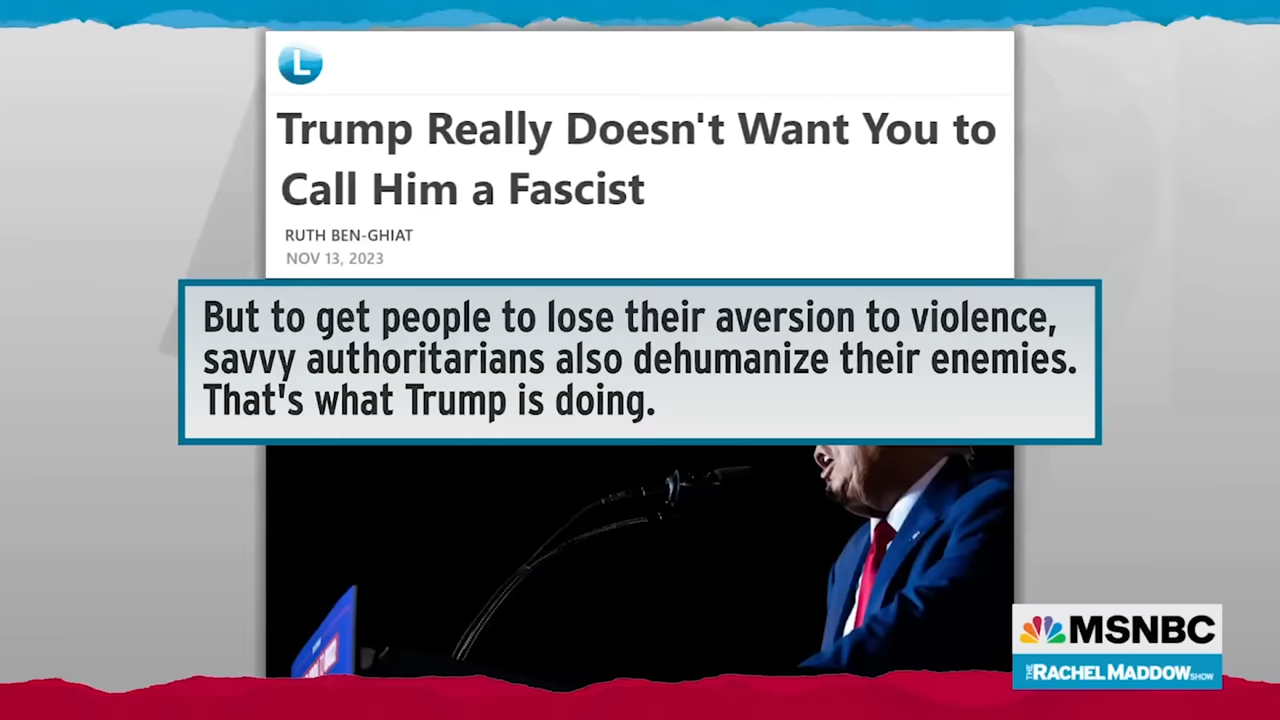 L
Trump Really Doesn't Want You to
Call Him a Fascist
RUTH BEN-GHIAT
NOV 13, 2023
But to get people to lose their aversion to violence,
savvy authoritarians also dehumanize their enemies.
That's what Trump is doing.
MSNBC
THE RACHEL MADDOW SHOW